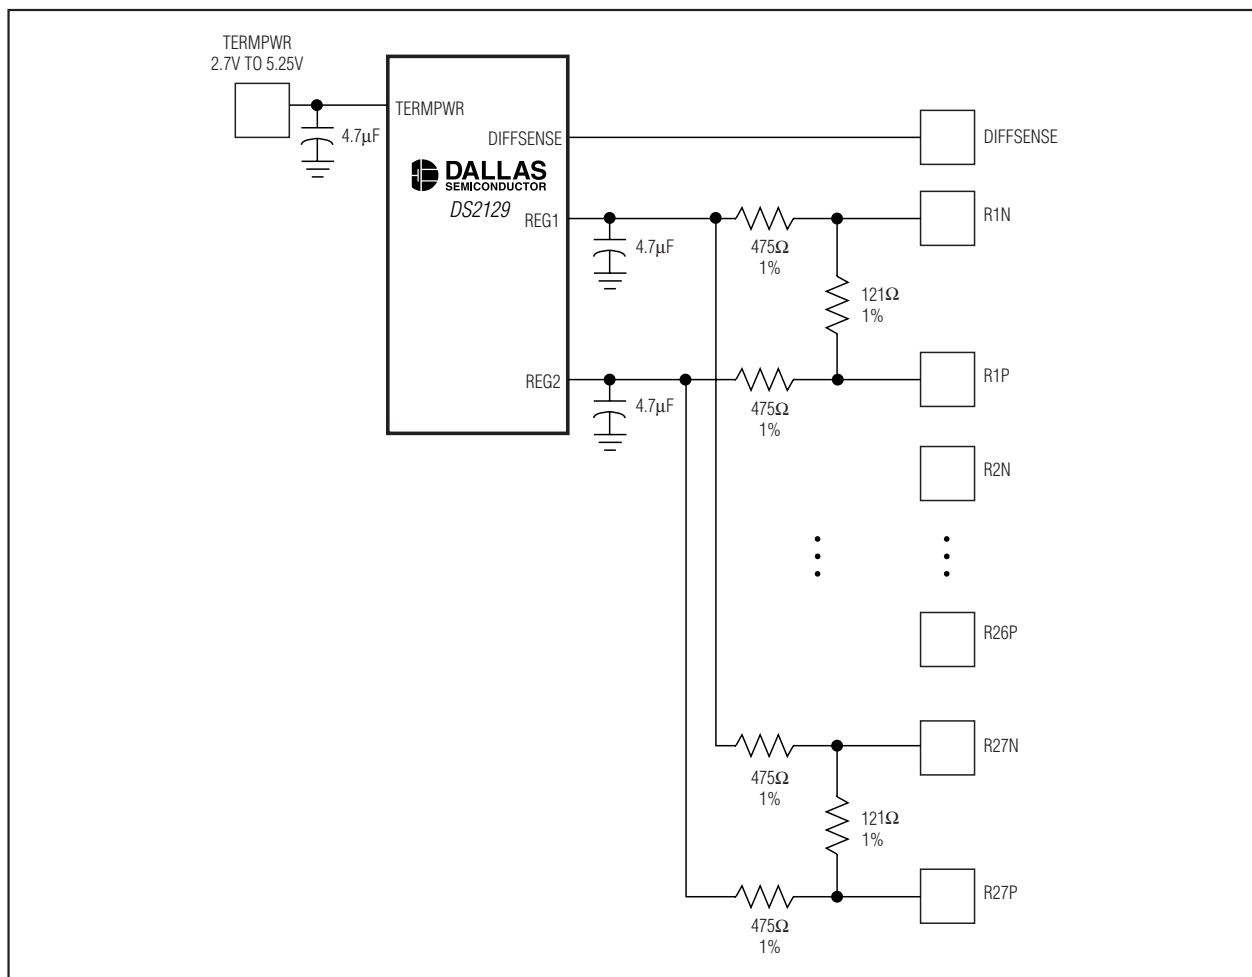 TERMPWR
2.7V TO 5.25V
TERMPWR
4.7μF
DIFFSENSE
DIFFSENSE
DALLAS
SEMICONDUCTOR
DS2129
REG1
R1N
4.7μF
475Ω
1%
121Ω
1%
REG2
R1P
4.7μF
475Ω
1%
R2N
R26P
R27N
475Ω
1%
121Ω
1%
R27P
475Ω
1%